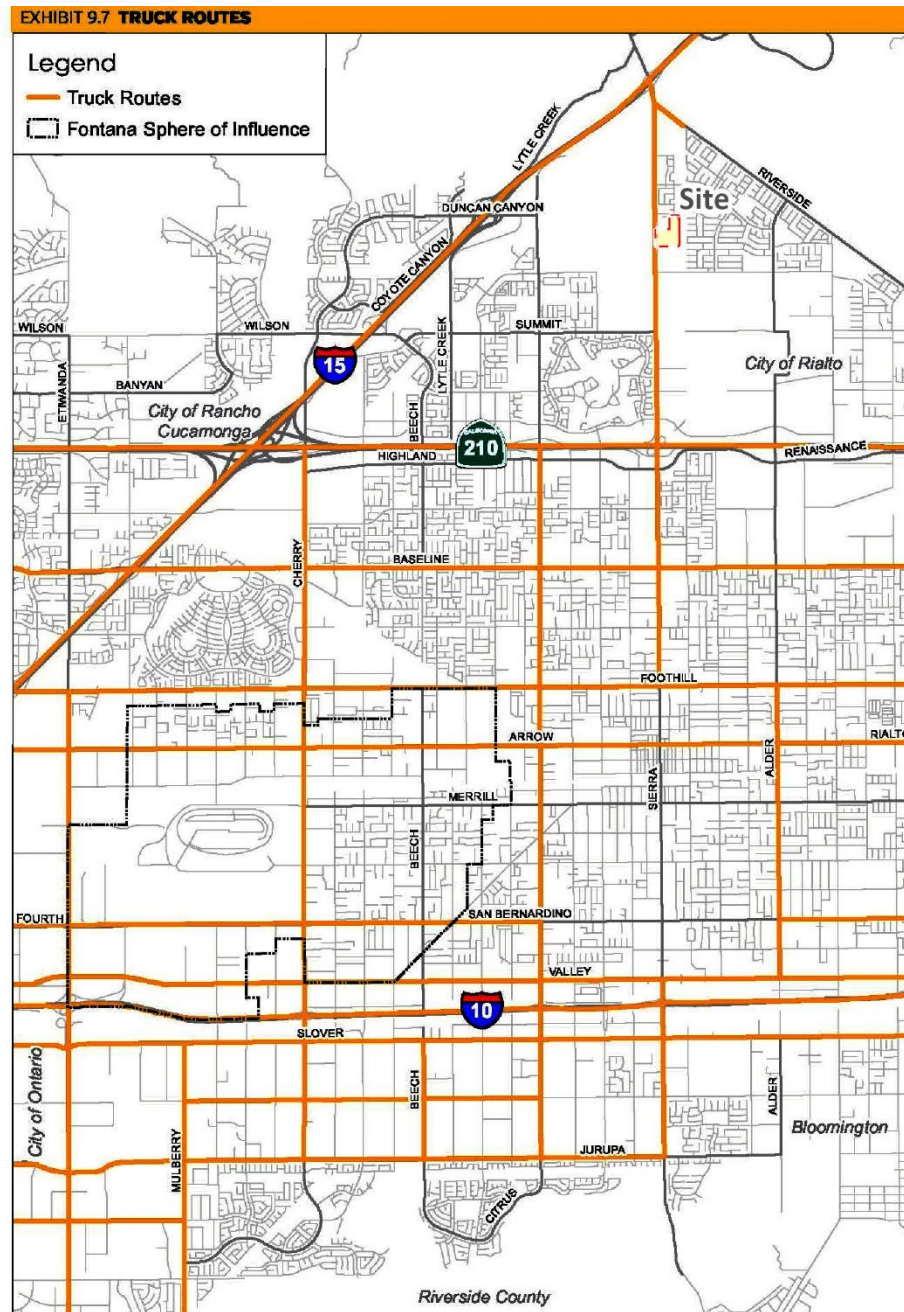 EXHIBIT 9.7 TRUCK ROUTES
Legend
Truck Routes
Fontana Sphere of Influence
LYTLE CREEK
RIVERSIDE
Site
DUNCAN CANYON
COYOTE CANYON
WILSON
WILSON
SUMMIT
LYTLE CREEK
15
ETIWANDA
BANYAN
City of Rialto
City of Rancho
Cucamonga
BEECH
CALIFORNIA
210
HIGHLAND
RENAISSANCE
CHERRY
BASELINE
FOOTHILL
ARROW
RIALTO
ALDER
SIERRA
MERRILL
BEECH
FOURTH
SAN BERNARDINO
VALLEY
10
SLOVER
City of Ontario
MULBERRY
BEECH
ALDER
Bloomington
JURUPA
CITRUS
Riverside County